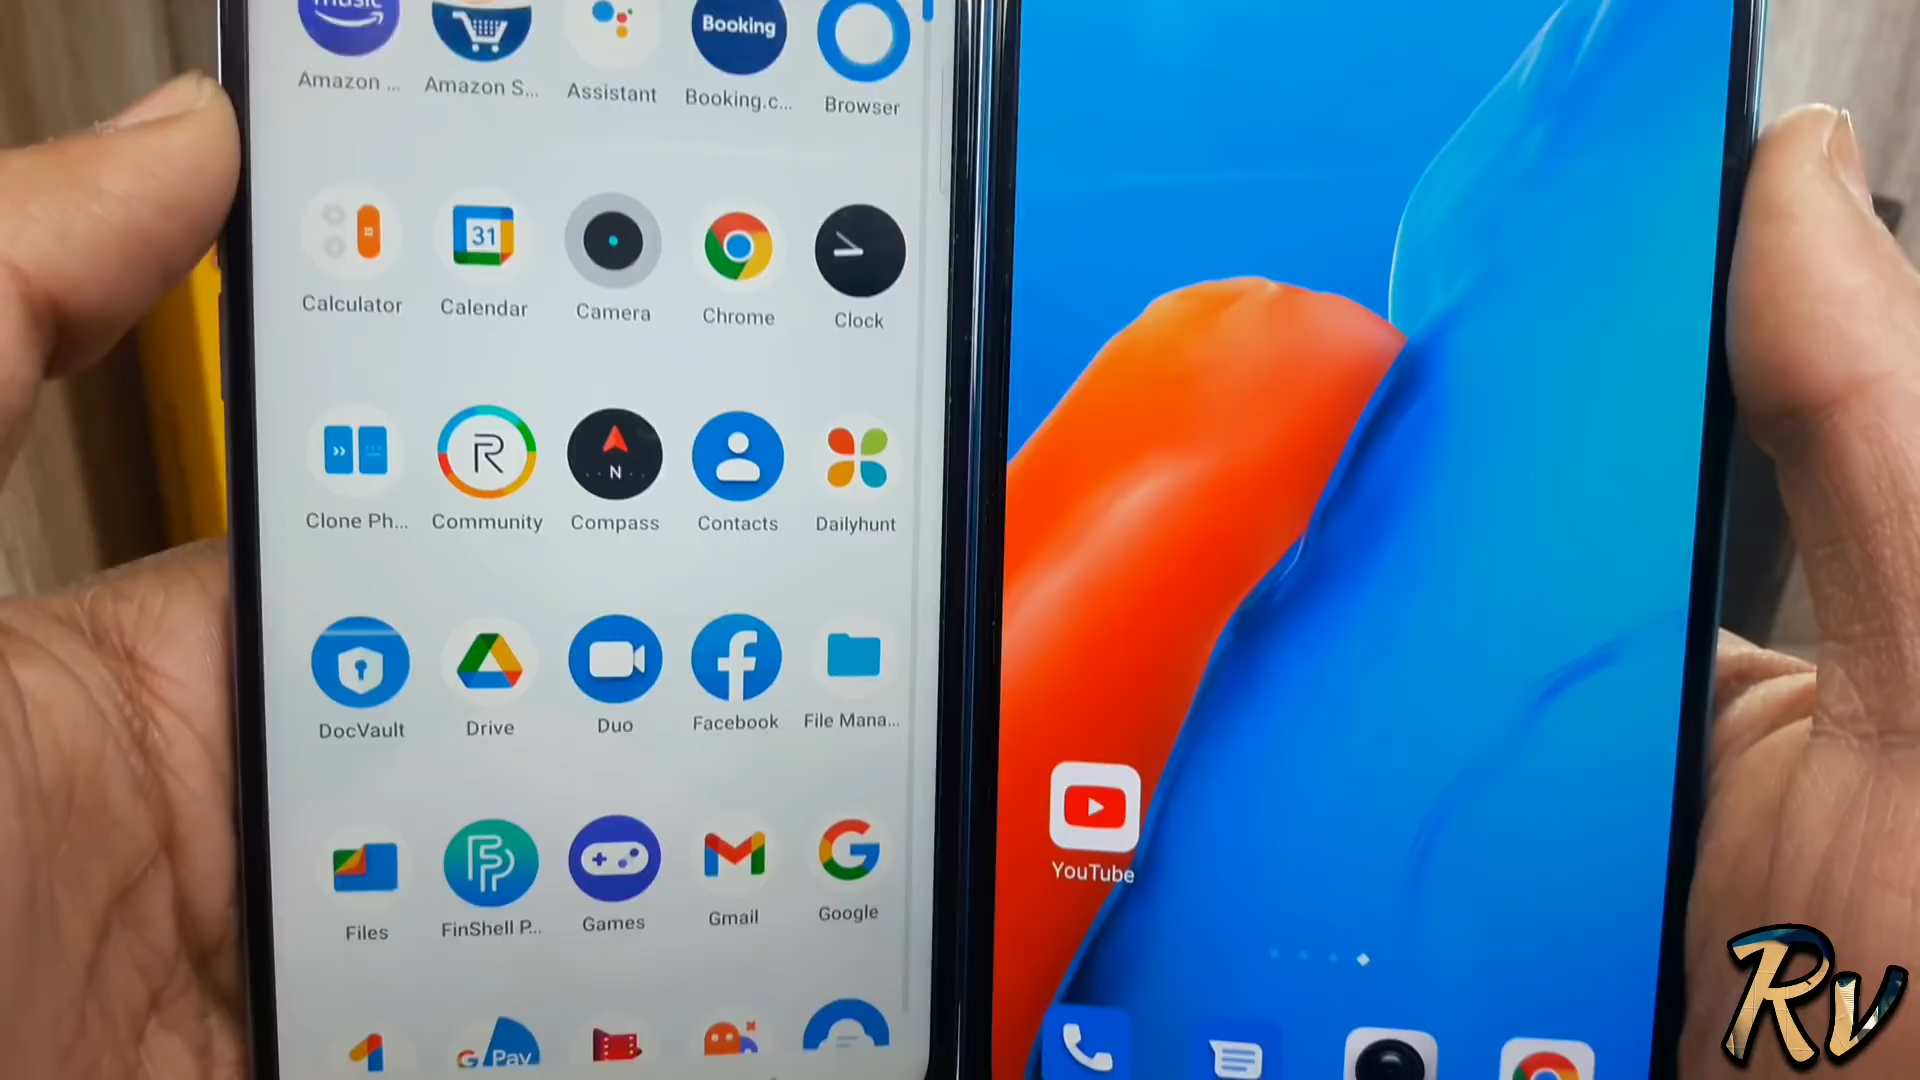 music
Amazon ...
Amazon S...
Assistant
Booking
Booking.c...
Browser
Calculator
31
Calendar
Camera
Chrome
Clock
Clone Ph...
R
Community
N
Compass
Contacts
Dailyhunt
DocVault
Drive
Duo
Facebook
File Mana...
Files
FinShell P...
Games
Gmail
Google
G Pay
YouTube
Rv